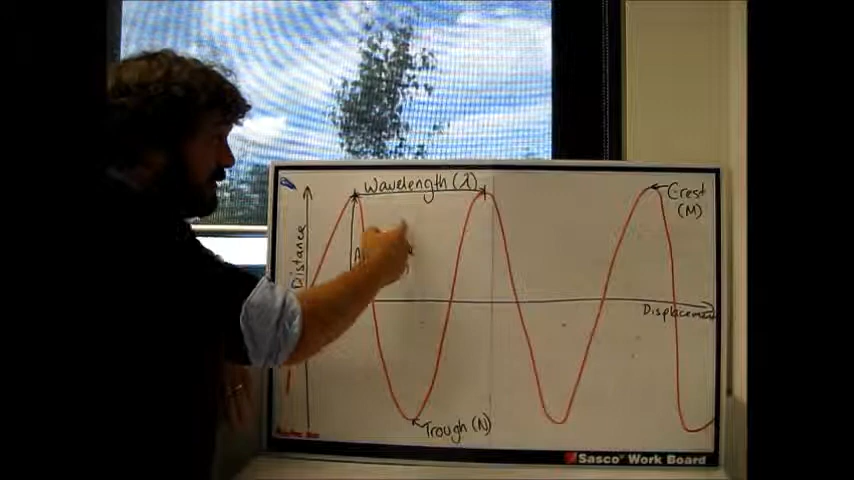 Wavelength (λ)
Crest
(M)
Distance
Displacement
Trough (N)
Sasco Work Board